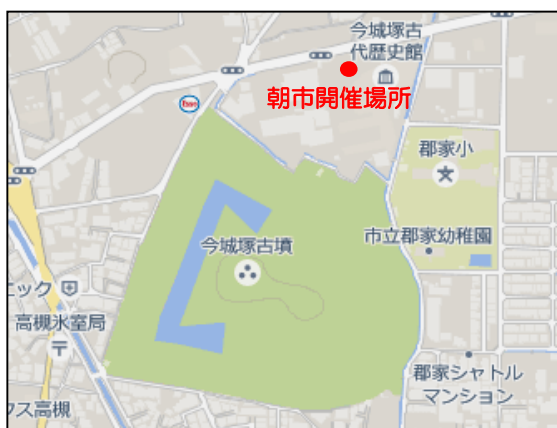 今城塚古
代歴史館
Esso
朝市開催場所
郡家小
市立郡家幼稚園
今城塚古墳
ニック
高槻氷室局
郡家シャトル
マンション
ウス高槻